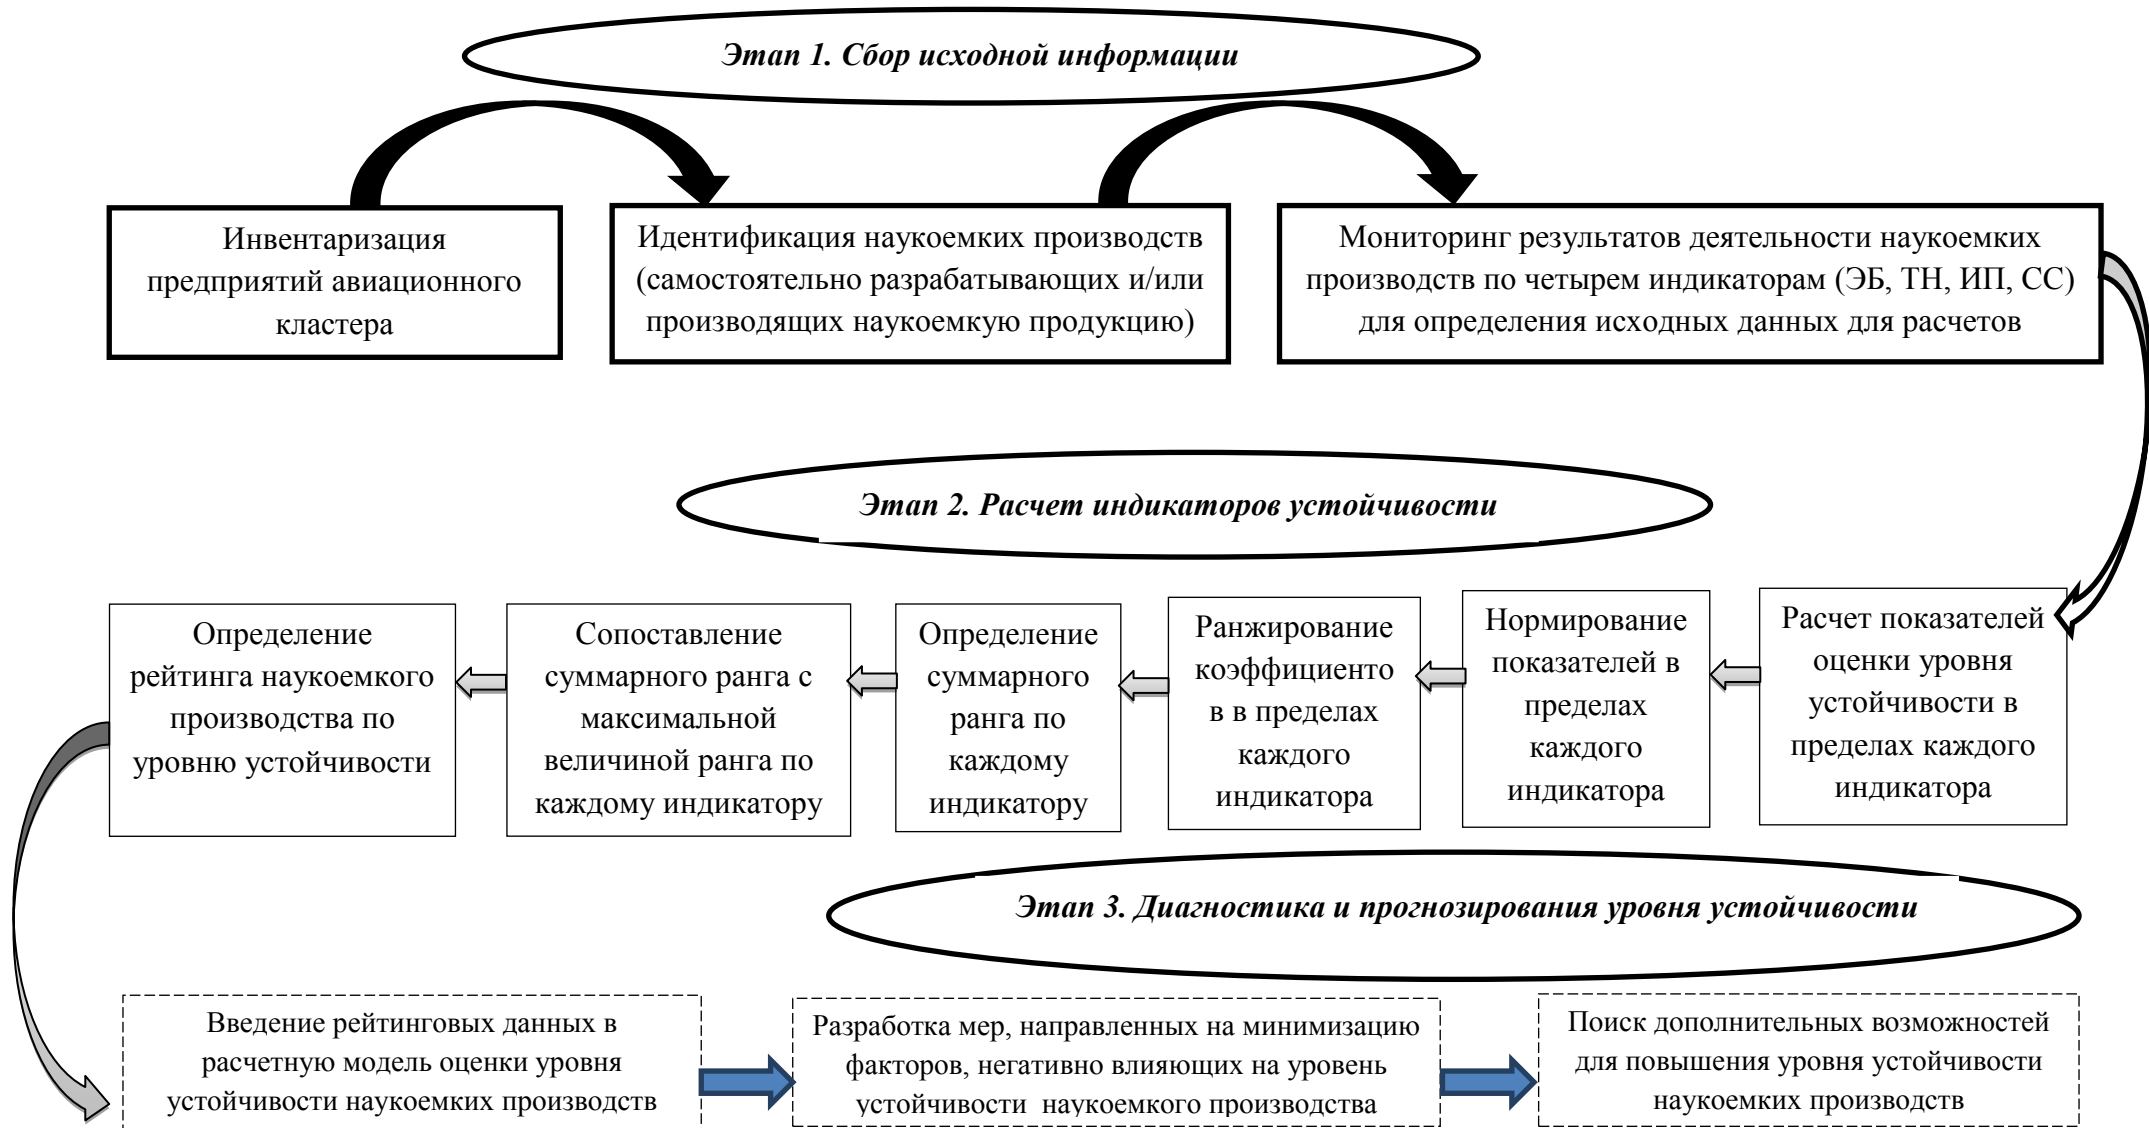 Этап 1. Сбор исходной информации
Инвентаризация
предприятий авиационного
кластера
Идентификация наукоемких производств
(самостоятельно разрабатывающих и/или
производящих наукоемкую продукцию)
Мониторинг результатов деятельности наукоемких
производств по четырем индикаторам (ЭБ, ТН, ИП, СС)
для определения исходных данных для расчетов
Этап 2. Расчет индикаторов устойчивости
Определение
рейтинга наукоемкого
производства по
уровню устойчивости
Сопоставление
суммарного ранга с
максимальной
величиной ранга по
каждому индикатору
Определение
суммарного
ранга по
каждому
индикатору
Ранжирование
коэффициенто
в в пределах
каждого
индикатора
Нормирование
показателей в
пределах
каждого
индикатора
Расчет показателей
оценки уровня
устойчивости в
пределах каждого
индикатора
Этап 3. Диагностика и прогнозирования уровня устойчивости
Введение рейтинговых данных в
расчетную модель оценки уровня
устойчивости наукоемких производств
Разработка мер, направленных на минимизацию
факторов, негативно влияющих на уровень
устойчивости наукоемкого производства
Поиск дополнительных возможностей
для повышения уровня устойчивости
наукоемких производств